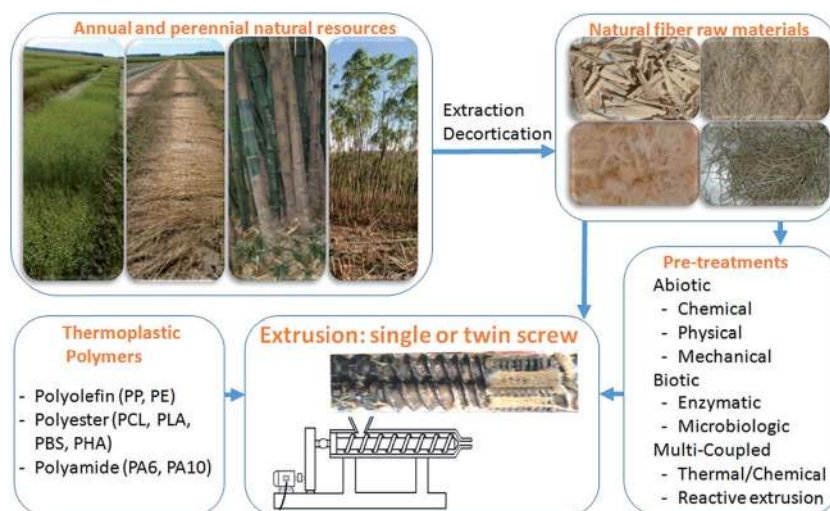 Annual and perennial natural resources
Natural fiber raw materials
Extraction
Decortication
Pre-treatments
Abiotic
- Chemical
- Physical
- Mechanical
Biotic
- Enzymatic
- Microbiologic
Multi-Coupled
- Thermal/Chemical
- Reactive extrusion
Thermoplastic
Polymers
- Polyolefin (PP, PE)
- Polyester (PCL, PLA,
PBS, PHA)
- Polyamide (PA6, PA10)
Extrusion: single or twin screw